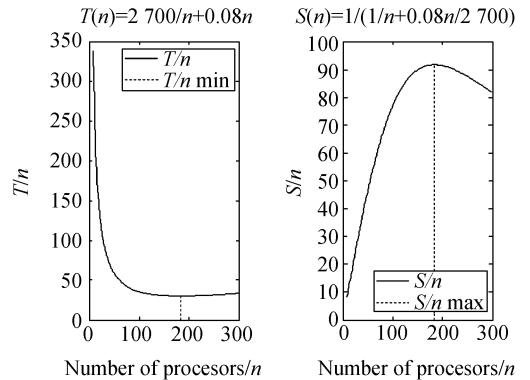 T(n)=2 700/n+0.08n
350
300
250
200
150
100
50
0
T/n
T/n
T/n min
0
100
200
300
Number of procesors/n
S(n)=1/(1/n+0.08n/2 700)
100
90
80
70
60
50
40
30
20
10
0
S/n
S/n
S/n max
0
100
200
300
Number of procesors/n